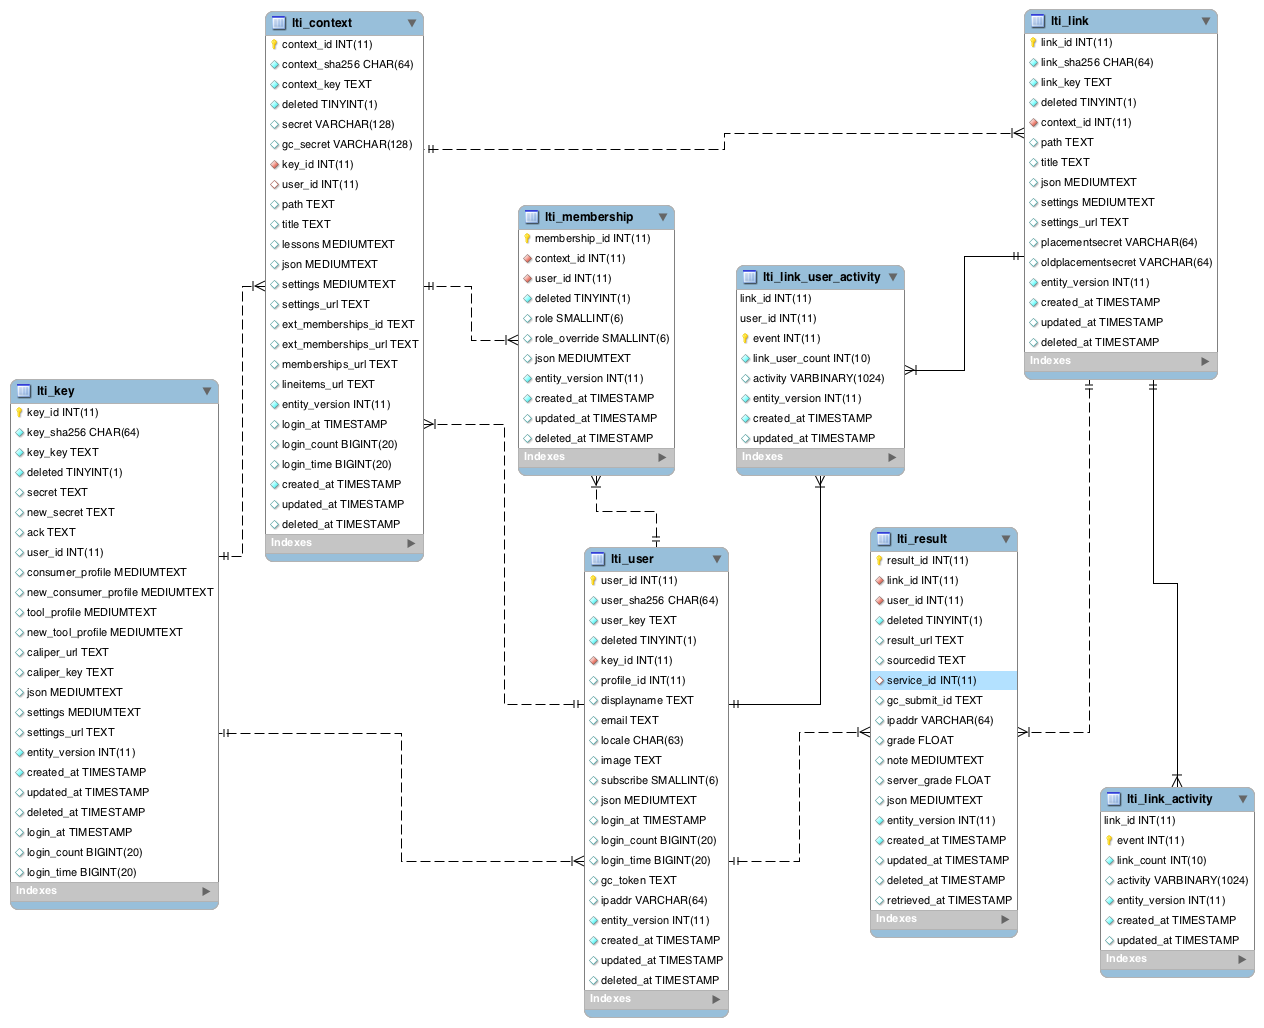 lti_context
context_id INT(11)
context_sha256 CHAR(64)
context_key TEXT
deleted TINYINT(1)
secret VARCHAR(128)
gc_secret VARCHAR(128)
key_id INT(11)
user_id INT(11)
path TEXT
title TEXT
lessons MEDIUMTEXT
json MEDIUMTEXT
settings MEDIUMTEXT
settings_url TEXT
ext_memberships_id TEXT
ext_memberships_url TEXT
memberships_url TEXT
lineitems_url TEXT
entity_version INT(11)
login_at TIMESTAMP
login_count BIGINT(20)
login_time BIGINT(20)
created_at TIMESTAMP
updated_at TIMESTAMP
deleted_at TIMESTAMP
Indexes
lti_link
link_id INT(11)
link_sha256 CHAR(64)
link_key TEXT
deleted TINYINT(1)
context_id INT(11)
path TEXT
title TEXT
json MEDIUMTEXT
settings MEDIUMTEXT
settings_url TEXT
placementsecret VARCHAR(64)
oldplacementsecret VARCHAR(64)
entity_version INT(11)
created_at TIMESTAMP
updated_at TIMESTAMP
deleted_at TIMESTAMP
Indexes
lti_membership
membership_id INT(11)
context_id INT(11)
user_id INT(11)
deleted TINYINT(1)
role SMALLINT(6)
role_override SMALLINT(6)
json MEDIUMTEXT
entity_version INT(11)
created_at TIMESTAMP
updated_at TIMESTAMP
deleted_at TIMESTAMP
Indexes
lti_link_user_activity
link_id INT(11)
user_id INT(11)
event INT(11)
link_user_count INT(10)
activity VARBINARY(1024)
entity_version INT(11)
created_at TIMESTAMP
updated_at TIMESTAMP
Indexes
lti_key
key_id INT(11)
key_sha256 CHAR(64)
key_key TEXT
deleted TINYINT(1)
secret TEXT
new_secret TEXT
ack TEXT
user_id INT(11)
consumer_profile MEDIUMTEXT
new_consumer_profile MEDIUMTEXT
tool_profile MEDIUMTEXT
new_tool_profile MEDIUMTEXT
caliper_url TEXT
caliper_key TEXT
json MEDIUMTEXT
settings MEDIUMTEXT
settings_url TEXT
entity_version INT(11)
created_at TIMESTAMP
updated_at TIMESTAMP
deleted_at TIMESTAMP
login_at TIMESTAMP
login_count BIGINT(20)
login_time BIGINT(20)
Indexes
lti_user
user_id INT(11)
user_sha256 CHAR(64)
user_key TEXT
deleted TINYINT(1)
key_id INT(11)
profile_id INT(11)
displayname TEXT
email TEXT
locale CHAR(63)
image TEXT
subscribe SMALLINT(6)
json MEDIUMTEXT
login_at TIMESTAMP
login_count BIGINT(20)
login_time BIGINT(20)
gc_token TEXT
ipaddr VARCHAR(64)
entity_version INT(11)
created_at TIMESTAMP
updated_at TIMESTAMP
deleted_at TIMESTAMP
Indexes
lti_result
result_id INT(11)
link_id INT(11)
user_id INT(11)
deleted TINYINT(1)
result_url TEXT
sourcedid TEXT
service_id INT(11)
gc_submit_id TEXT
ipaddr VARCHAR(64)
grade FLOAT
note MEDIUMTEXT
server_grade FLOAT
json MEDIUMTEXT
entity_version INT(11)
created_at TIMESTAMP
updated_at TIMESTAMP
deleted_at TIMESTAMP
retrieved_at TIMESTAMP
Indexes
lti_link_activity
link_id INT(11)
event INT(11)
link_count INT(10)
activity VARBINARY(1024)
entity_version INT(11)
created_at TIMESTAMP
updated_at TIMESTAMP
Indexes